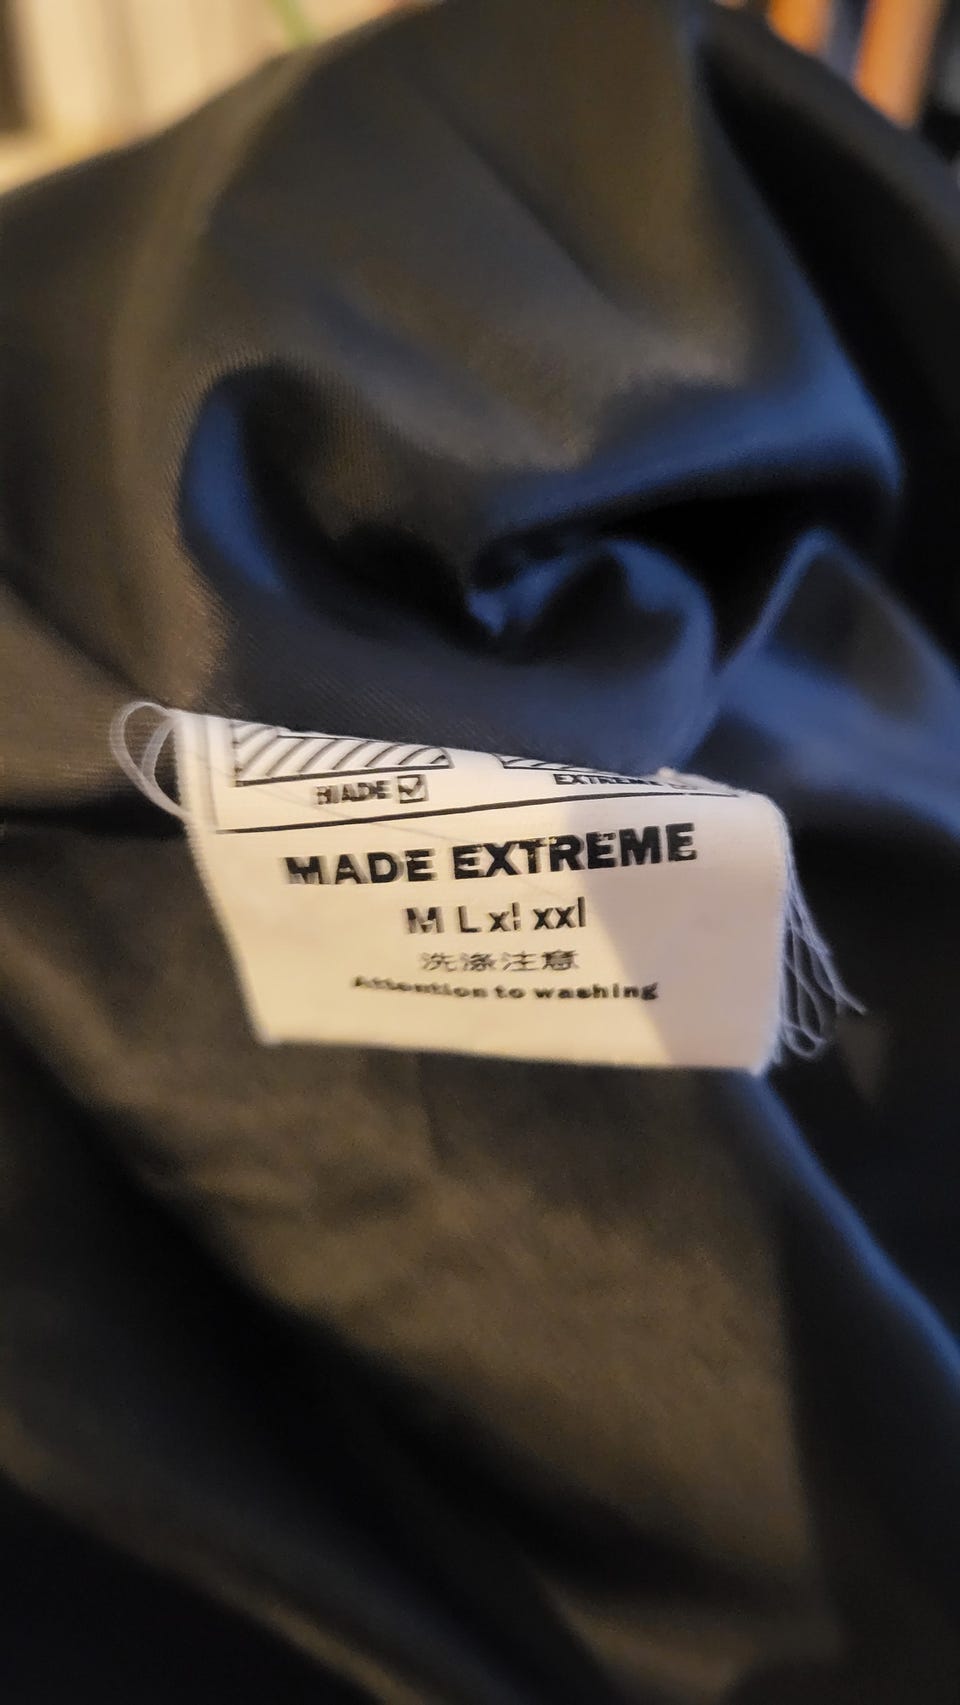 MADE ☑ EXTREME
MADE EXTREME
M L xl xxl
洗涤注意
Attention to washing